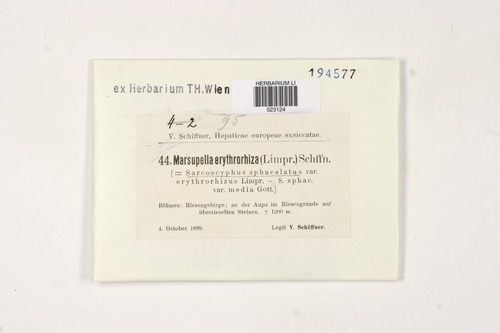 194577
ex Herbarium TH.Wien
HERBARIUM LI
523124
4-2 95
V. Schiffner, Hepaticae europeae exsiccatae.
44. Marsupella erythrorhiza (Limpr.) Schffn.
[= Sarcoscyphus sphacelatus var.
erythrorhizus Limpr. — S. sphac.
var. media Gott.]
Böhmen: Riesengebirge; an der Aupa im Riesengrunde auf
überrieselten Steinen. ± 1200 m.
4. October 1899. Legit V. Schiffner.